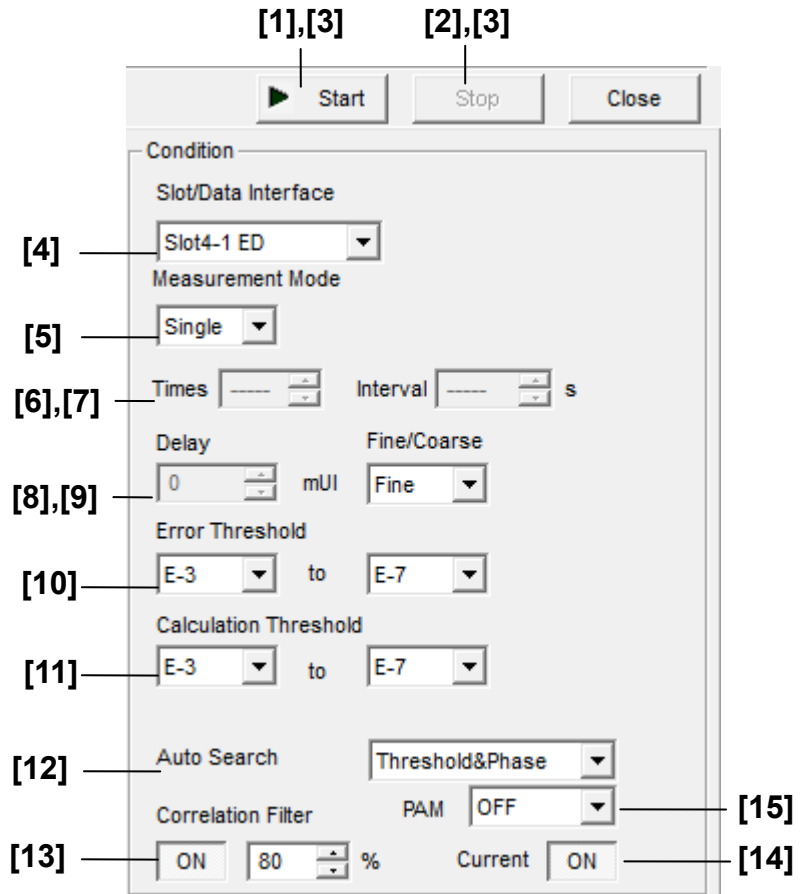 [1],[3] [2],[3]
Start Stop Close
Condition
Slot/Data Interface
[4] Slot4-1 ED
Measurement Mode
[5] Single
[6],[7] Times ----- Interval ----- s
Delay Fine/Coarse
[8],[9] 0 mUI Fine
Error Threshold
[10] E-3 to E-7
Calculation Threshold
[11] E-3 to E-7
[12] Auto Search Threshold&Phase
Correlation Filter PAM OFF [15]
[13] ON 80 % Current ON [14]